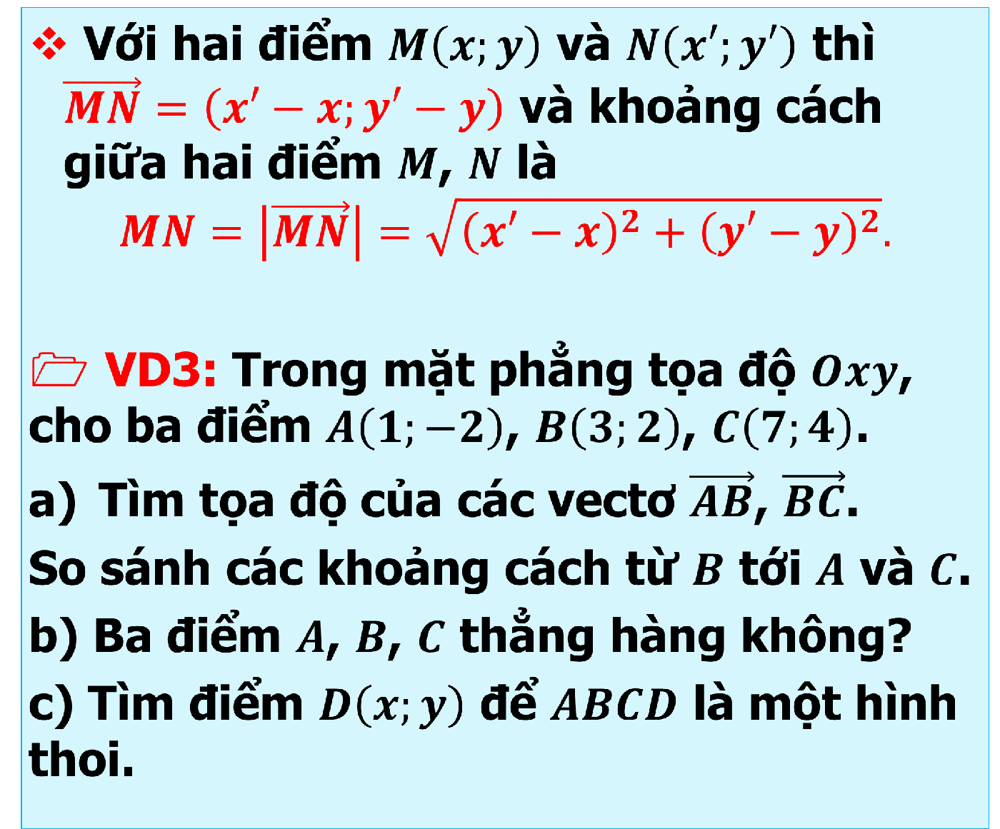 ❖ Với hai điểm M(x; y) và N(x′; y′) thì
$\overrightarrow{MN}$ = (x′ − x; y′ − y) và khoảng cách
giữa hai điểm M, N là
MN = |$\overrightarrow{MN}$| = $\sqrt{(x′ − x)^2 + (y′ − y)^2}$.
VD3: Trong mặt phẳng tọa độ Oxy,
cho ba điểm A(1; −2), B(3; 2), C(7; 4).
a) Tìm tọa độ của các vectơ $\overrightarrow{AB}$, $\overrightarrow{BC}$.
So sánh các khoảng cách từ B tới A và C.
b) Ba điểm A, B, C thẳng hàng không?
c) Tìm điểm D(x; y) để ABCD là một hình
thoi.